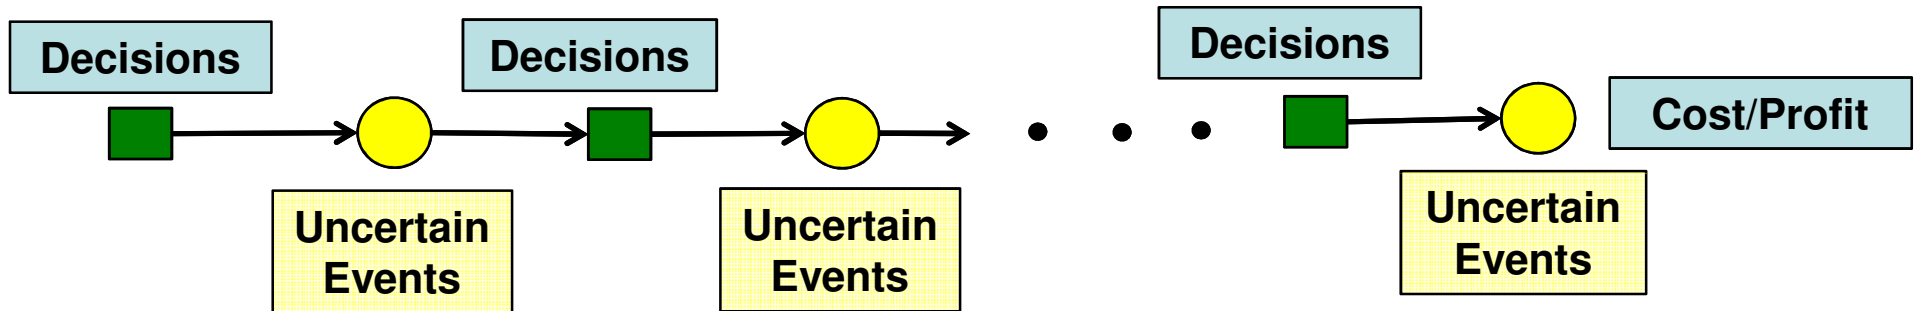 Decisions
Decisions
Decisions
Cost/Profit
Uncertain
Events
Uncertain
Events
Uncertain
Events